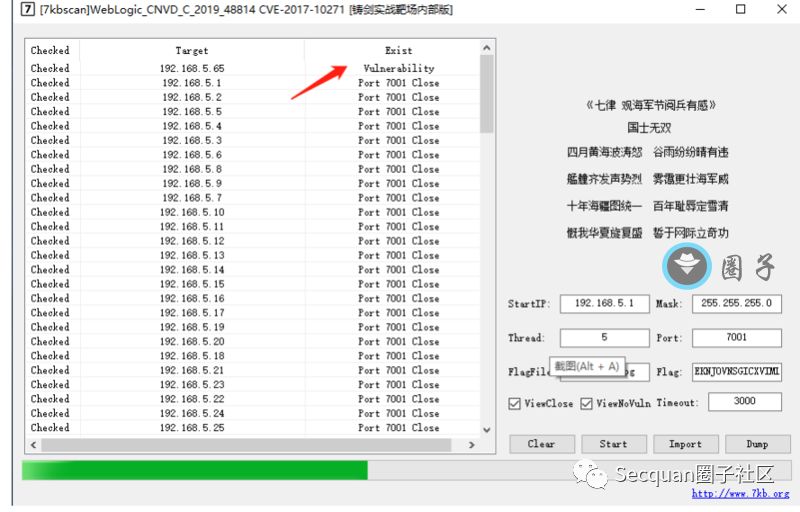 [7kbscan]WebLogic_CNVD_C_2019_48814 CVE-2017-10271 [铸剑实战靶场内部版]
Checked Target Exist
Checked 192.168.5.65 Vulnerability
Checked 192.168.5.1 Port 7001 Close
Checked 192.168.5.2 Port 7001 Close
Checked 192.168.5.5 Port 7001 Close
Checked 192.168.5.4 Port 7001 Close
Checked 192.168.5.3 Port 7001 Close
Checked 192.168.5.6 Port 7001 Close
Checked 192.168.5.8 Port 7001 Close
Checked 192.168.5.9 Port 7001 Close
Checked 192.168.5.7 Port 7001 Close
Checked 192.168.5.10 Port 7001 Close
Checked 192.168.5.11 Port 7001 Close
Checked 192.168.5.12 Port 7001 Close
Checked 192.168.5.13 Port 7001 Close
Checked 192.168.5.14 Port 7001 Close
Checked 192.168.5.15 Port 7001 Close
Checked 192.168.5.16 Port 7001 Close
Checked 192.168.5.17 Port 7001 Close
Checked 192.168.5.19 Port 7001 Close
Checked 192.168.5.20 Port 7001 Close
Checked 192.168.5.18 Port 7001 Close
Checked 192.168.5.21 Port 7001 Close
Checked 192.168.5.23 Port 7001 Close
Checked 192.168.5.22 Port 7001 Close
Checked 192.168.5.24 Port 7001 Close
Checked 192.168.5.25 Port 7001 Close
《七律 观海军节阅兵有感》
国士无双
四月黄海波涛怒 谷雨纷纷晴有违
艋艟齐发声势烈 雾霭更壮海军威
十年海疆图统一 百年耻辱定雪清
慨我华夏旋复盛 誓于网际立奇功
圈子
StartIP: 192.168.5.1 Mask: 255.255.255.0
Thread: 5 Port: 7001
截图(Alt + A)
FlagFile Flag: EKNJOVNSGICXVIMI
ViewClose ViewNoVuln Timeout: 3000
Clear Start Import Dump
Secquan圈子社区
http://www.7kb.org